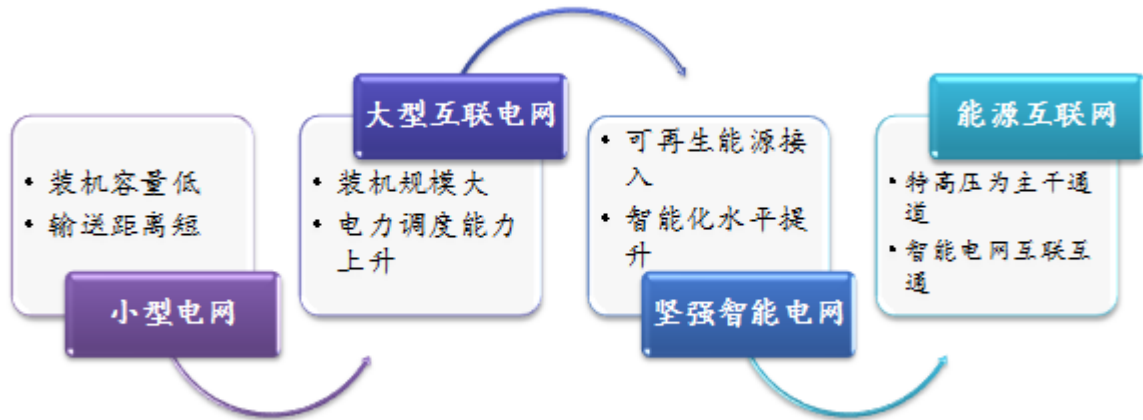 • 装机容量低
• 输送距离短
小型电网
大型互联电网
• 装机规模大
• 电力调度能力
上升
• 可再生能源接
入
• 智能化水平提
升
坚强智能电网
能源互联网
• 特高压为主干通
道
• 智能电网互联互
通